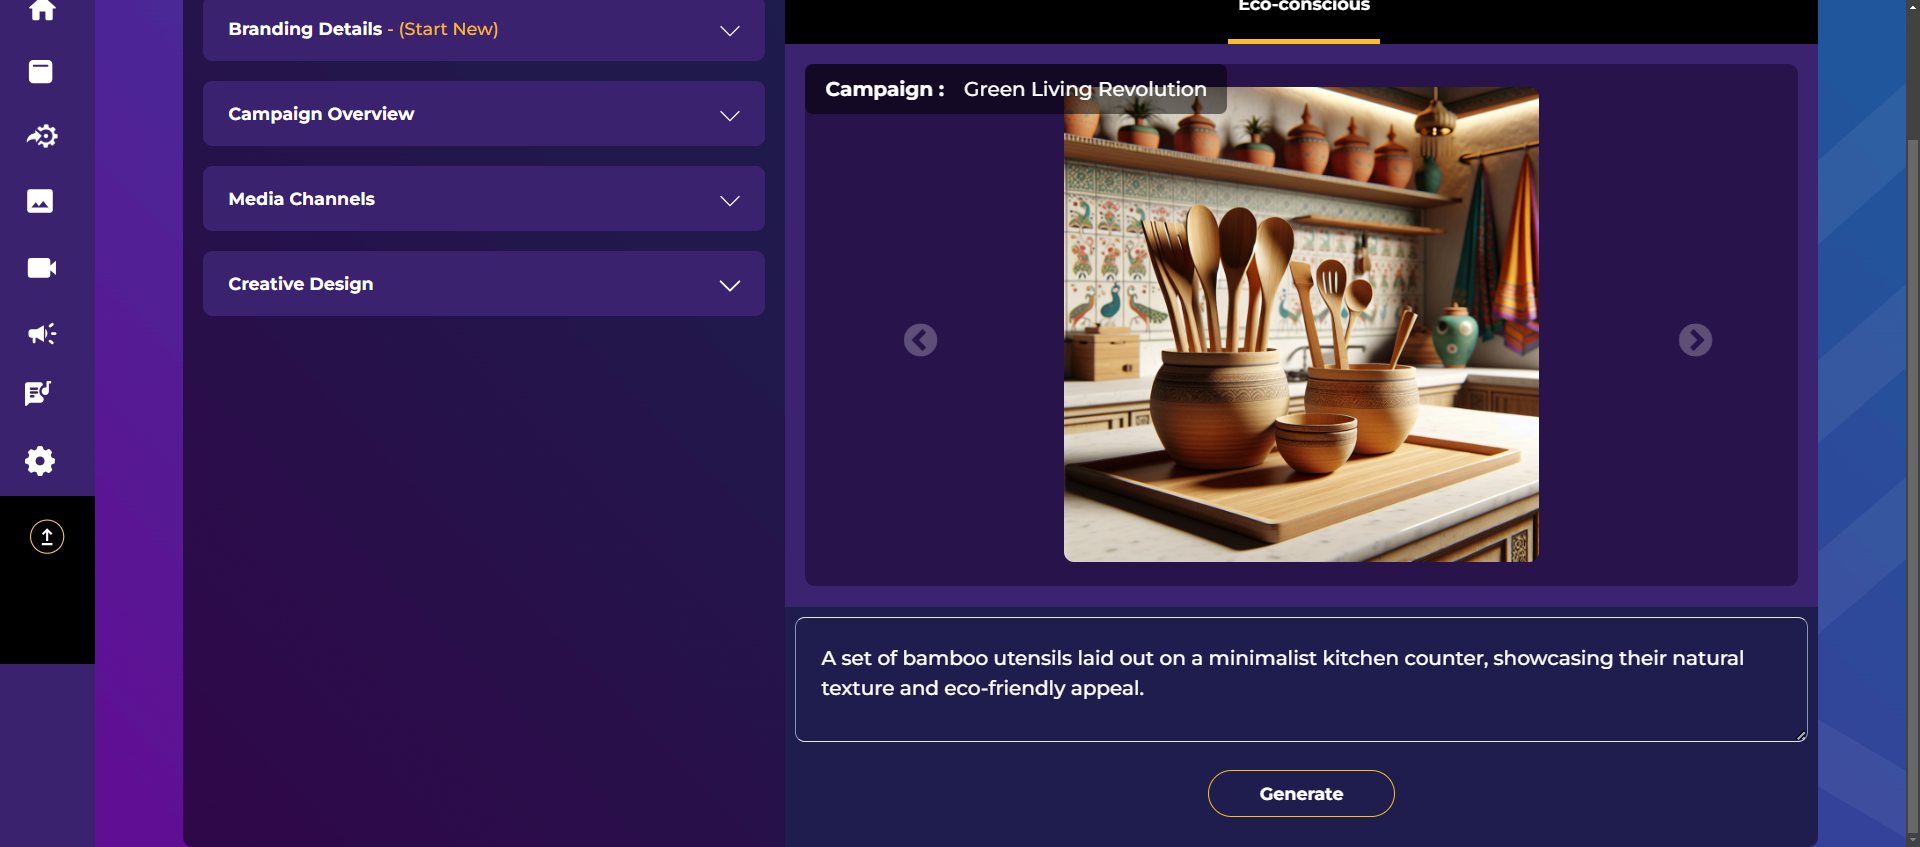 Branding Details - (Start New)
Campaign Overview
Media Channels
Creative Design
Eco-conscious
Campaign : Green Living Revolution
A set of bamboo utensils laid out on a minimalist kitchen counter, showcasing their natural
texture and eco-friendly appeal.
Generate